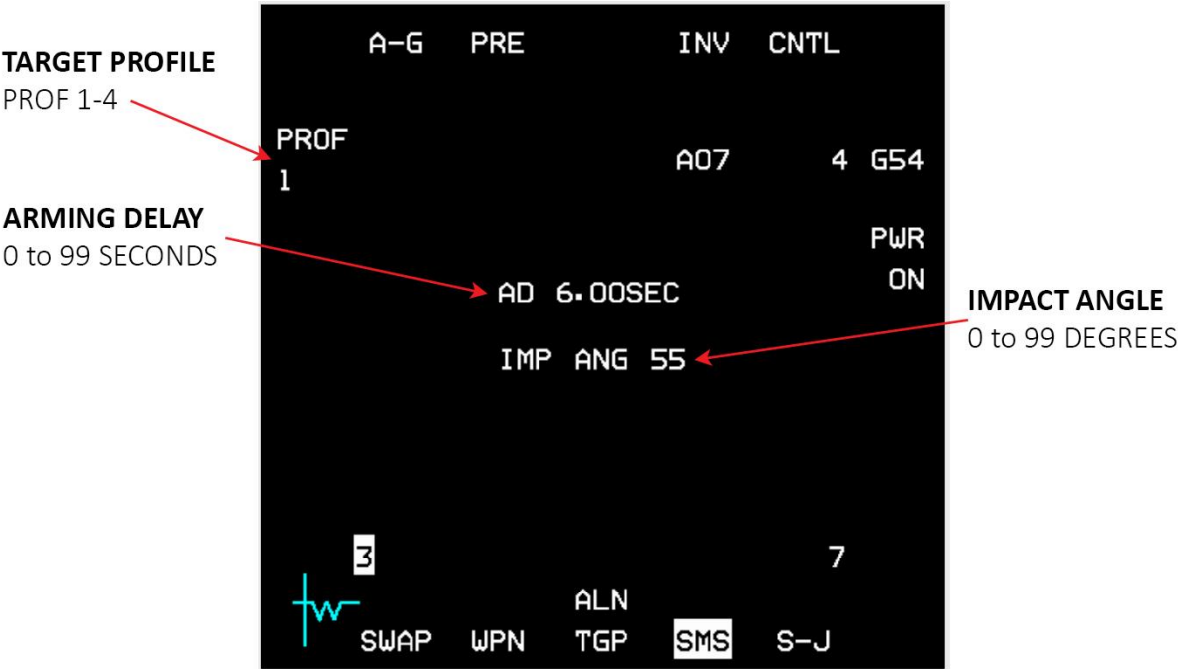 A-G PRE INV CNTL
TARGET PROFILE
PROF 1-4
PROF
1
A07 4 G54
ARMING DELAY
0 to 99 SECONDS
PWR
ON
AD 6.00SEC
IMPACT ANGLE
0 to 99 DEGREES
IMP ANG 55
3 7
ALN
SWAP WPN TGP SMS S-J